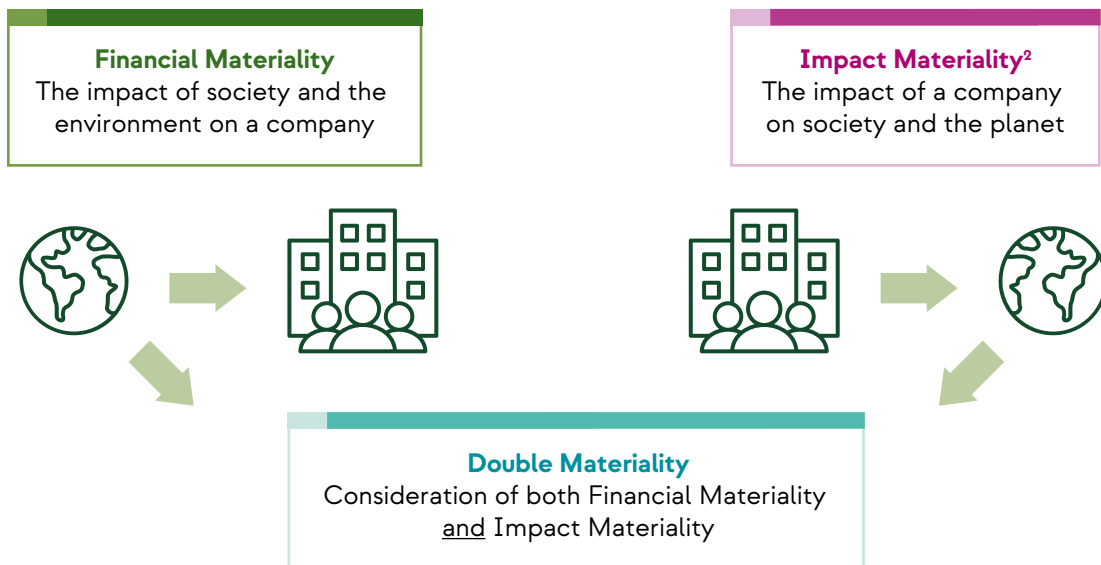 Financial Materiality
The impact of society and the
environment on a company
Impact Materiality²
The impact of a company
on society and the planet
Double Materiality
Consideration of both Financial Materiality
and Impact Materiality